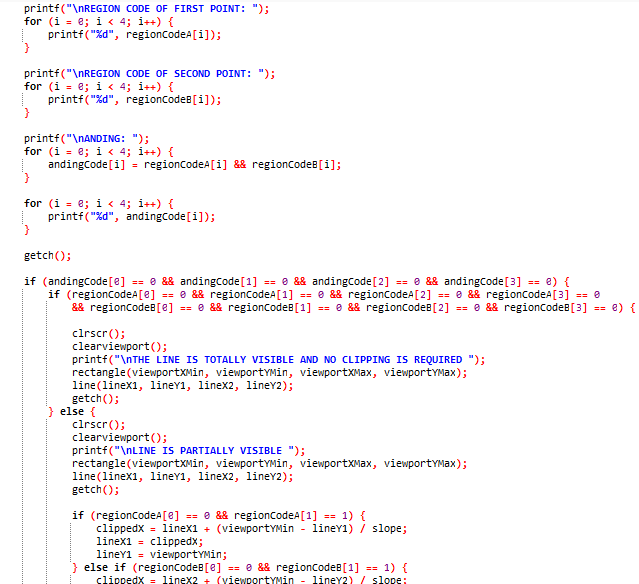 printf("\nREGION CODE OF FIRST POINT: ");
for (i = 0; i < 4; i++) {
    printf("%d", regionCodeA[i]);
}

printf("\nREGION CODE OF SECOND POINT: ");
for (i = 0; i < 4; i++) {
    printf("%d", regionCodeB[i]);
}

printf("\nANDING: ");
for (i = 0; i < 4; i++) {
    andingCode[i] = regionCodeA[i] && regionCodeB[i];
}

for (i = 0; i < 4; i++) {
    printf("%d", andingCode[i]);
}

getch();

if (andingCode[0] == 0 && andingCode[1] == 0 && andingCode[2] == 0 && andingCode[3] == 0) {
    if (regionCodeA[0] == 0 && regionCodeA[1] == 0 && regionCodeA[2] == 0 && regionCodeA[3] == 0
        && regionCodeB[0] == 0 && regionCodeB[1] == 0 && regionCodeB[2] == 0 && regionCodeB[3] == 0) {

        clrscr();
        clearviewport();
        printf("\nTHE LINE IS TOTALLY VISIBLE AND NO CLIPPING IS REQUIRED ");
        rectangle(viewportXMin, viewportYMin, viewportXMax, viewportYMax);
        line(lineX1, lineY1, lineX2, lineY2);
        getch();
    } else {
        clrscr();
        clearviewport();
        printf("\nLINE IS PARTIALLY VISIBLE ");
        rectangle(viewportXMin, viewportYMin, viewportXMax, viewportYMax);
        line(lineX1, lineY1, lineX2, lineY2);
        getch();

        if (regionCodeA[0] == 0 && regionCodeA[1] == 1) {
            clippedX = lineX1 + (viewportYMin - lineY1) / slope;
            lineX1 = clippedX;
            lineY1 = viewportYMin;
        } else if (regionCodeB[0] == 0 && regionCodeB[1] == 1) {
            clippedX = lineX2 + (viewportYMin - lineY2) / slope;